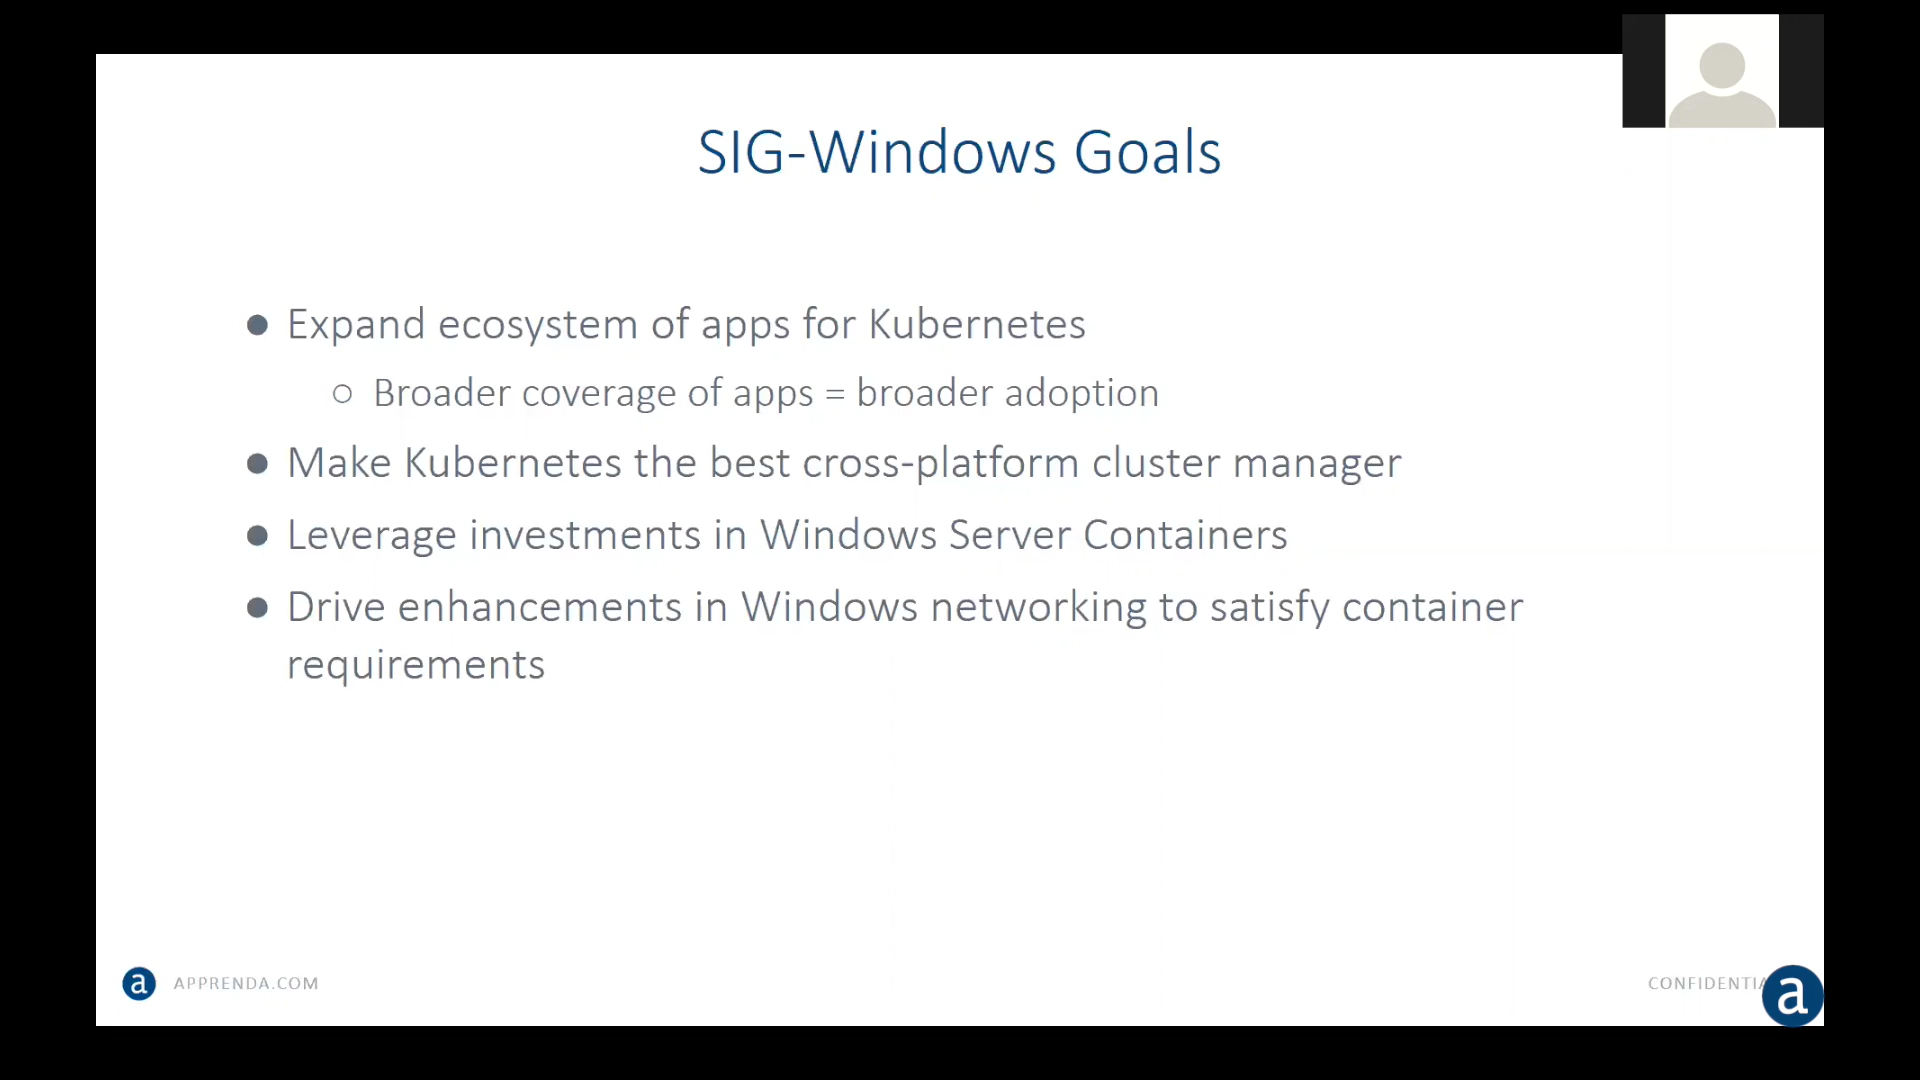 SIG-Windows Goals
● Expand ecosystem of apps for Kubernetes
○ Broader coverage of apps = broader adoption
● Make Kubernetes the best cross-platform cluster manager
● Leverage investments in Windows Server Containers
● Drive enhancements in Windows networking to satisfy container
requirements
a APPRENDA.COM
CONFIDENTIA a